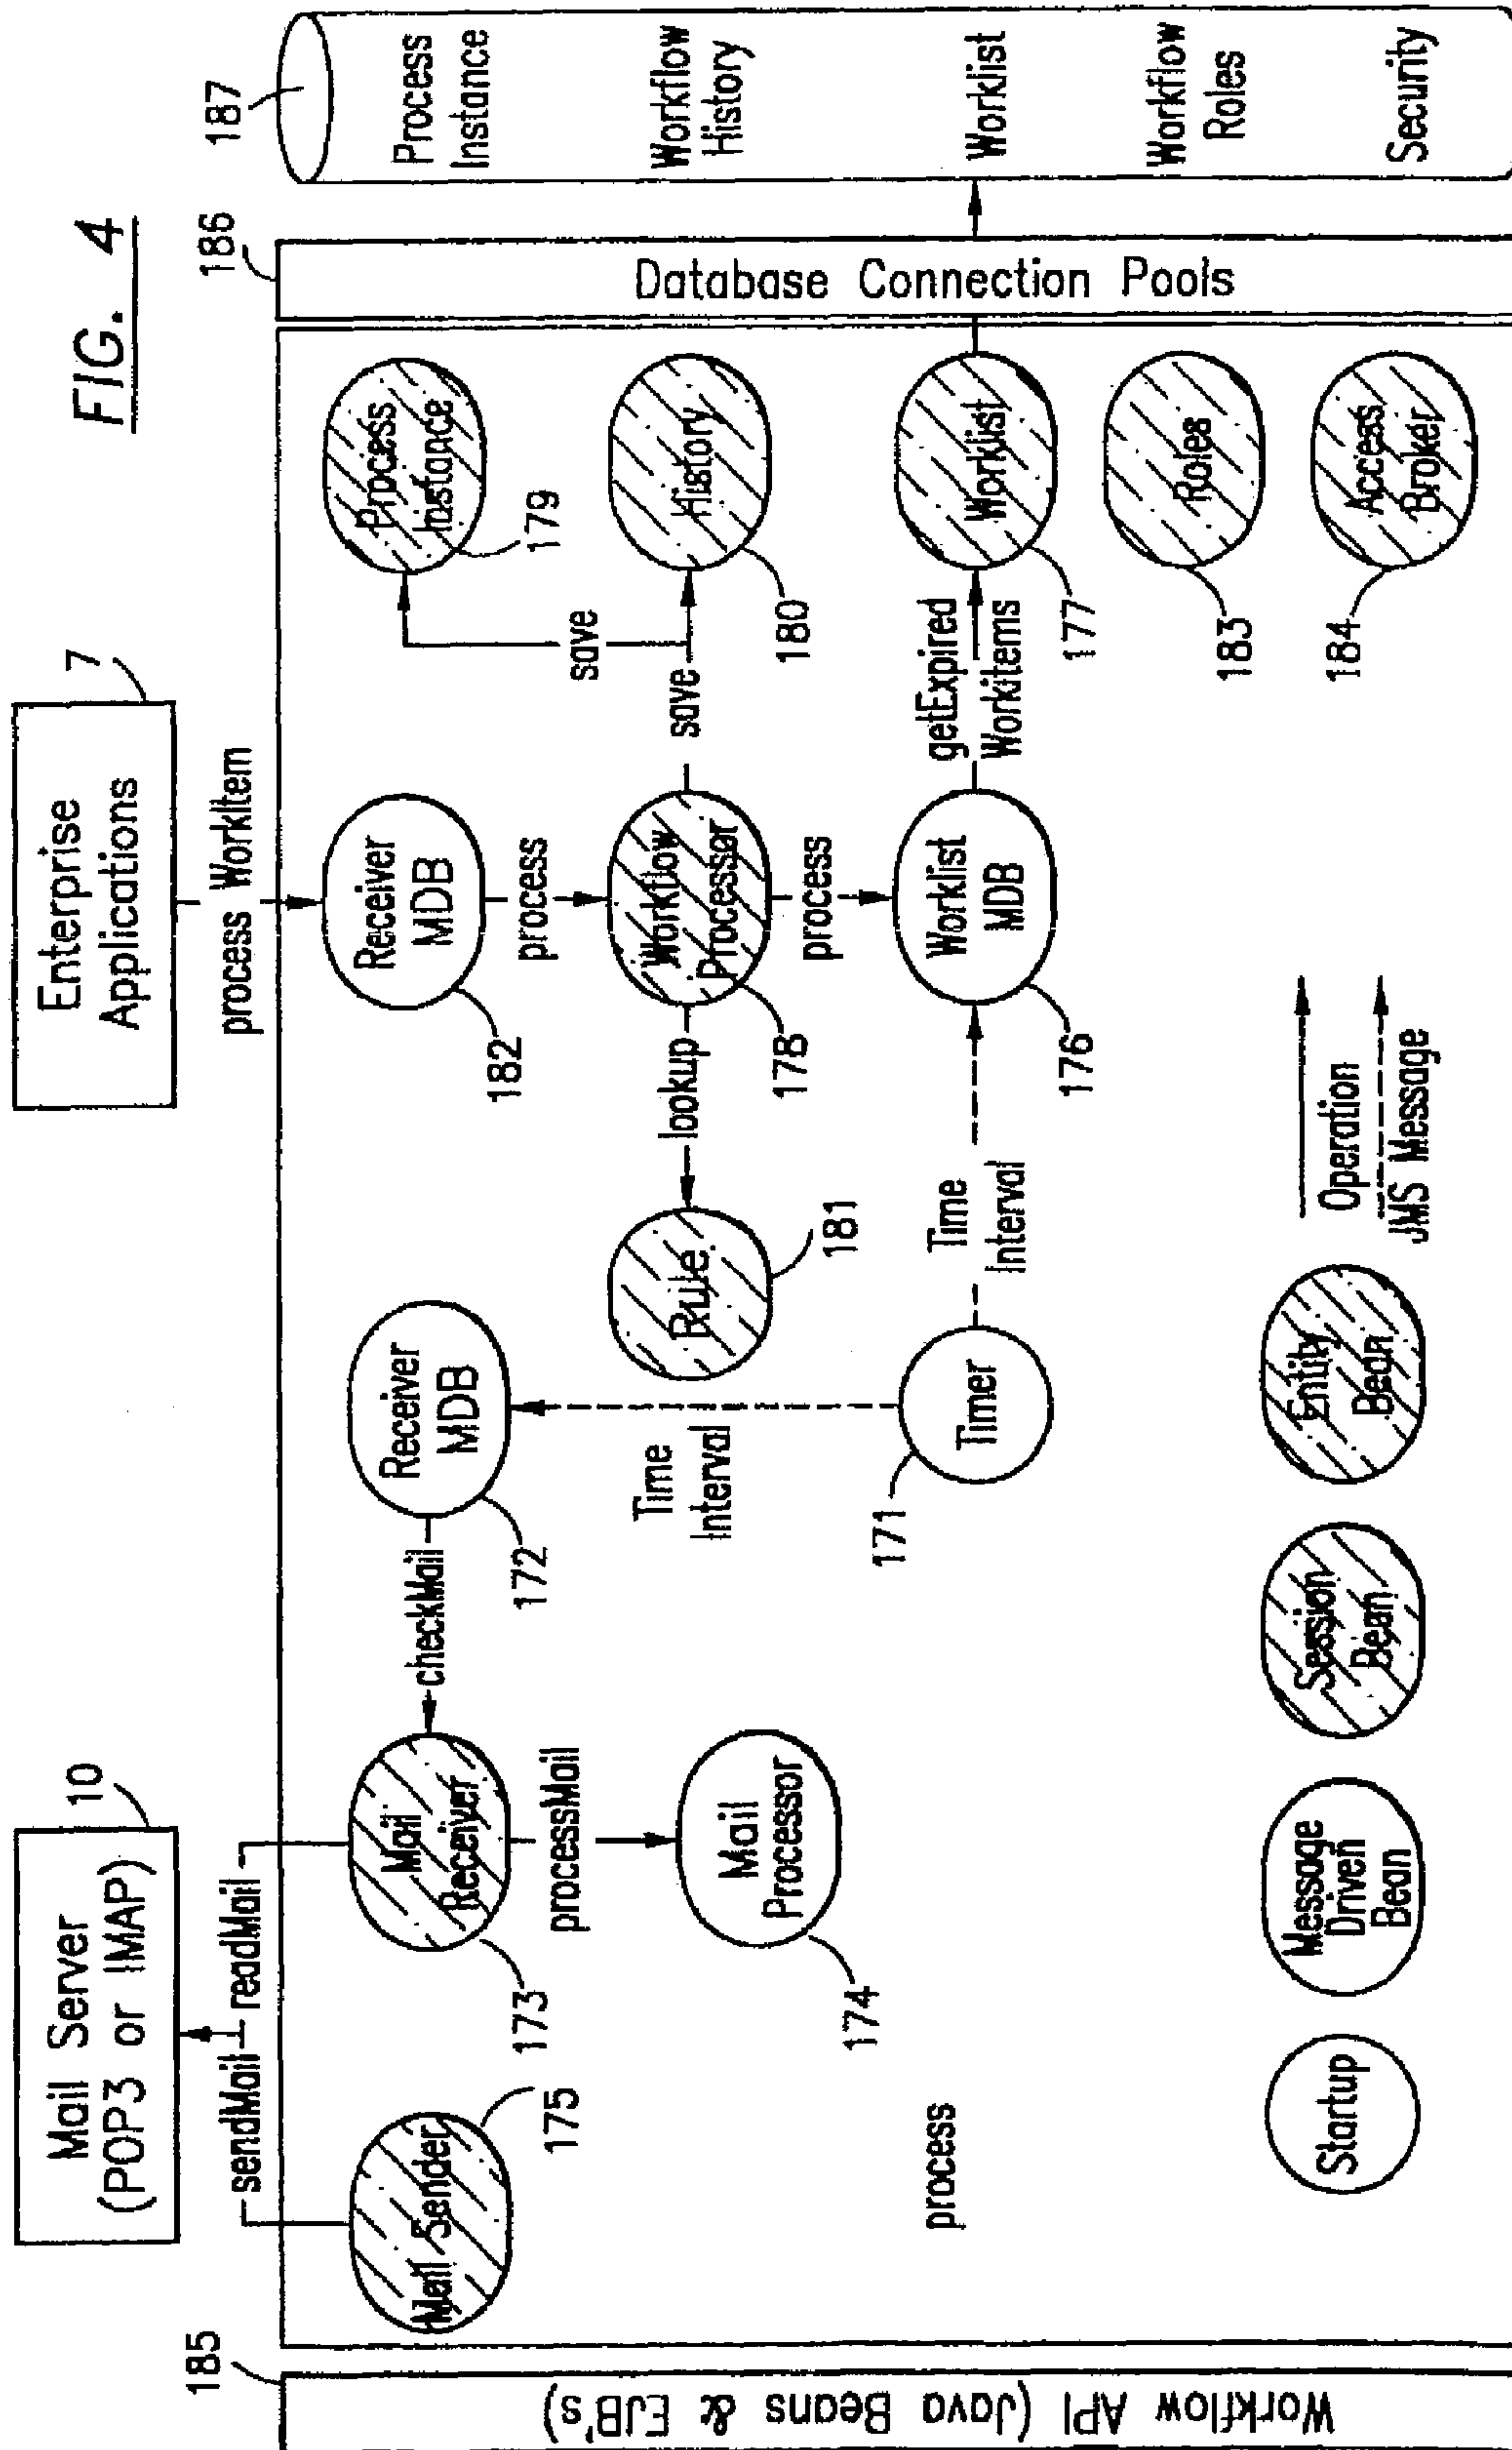 FIG. 4
Mail Server
(POP3 or IMAP)
10
Enterprise
Applications
7
sendMail
readMail
process WorkItem
185
186
187
Workflow API (Java Beans & EJB's)
Mail Sender
175
Mail
Receiver
173
checkMail
Receiver
MDB
172
Receiver
MDB
182
Process
Instance
179
processMail
Mail
Processor
174
Time
Interval
process
save
save
Rule
181
lookup
Workflow
Processor
178
History
180
process
process
Timer
171
Time
Interval
Worklist
MDB
176
getExpired
Workitems
Worklist
177
Roles
183
Access
Broker
184
Startup
Message
Driven
Bean
Session
Bean
Entity
Bean
Operation
JMS Message
Database Connection Pools
Process
Instance
Workflow
History
Worklist
Workflow
Roles
Security